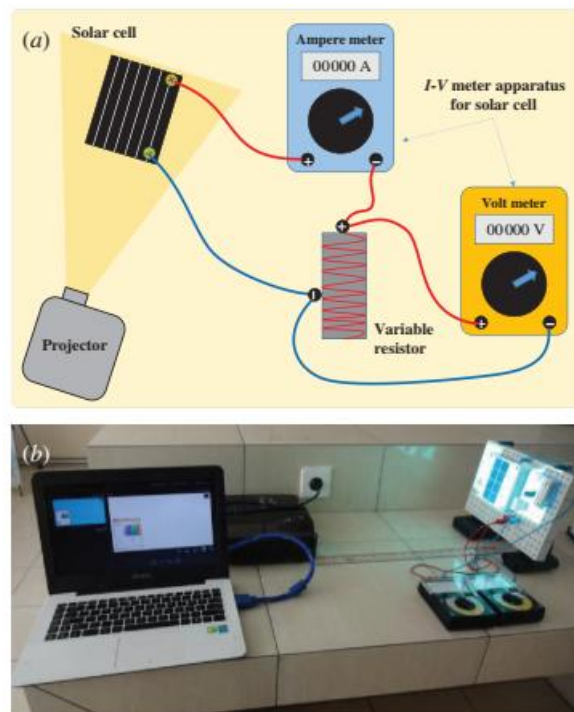 (a)
Solar cell
Ampere meter
00000 A
I-V meter apparatus
for solar cell
+
−
Volt meter
00000 V
+
+
−
−
Projector
Variable
resistor
(b)